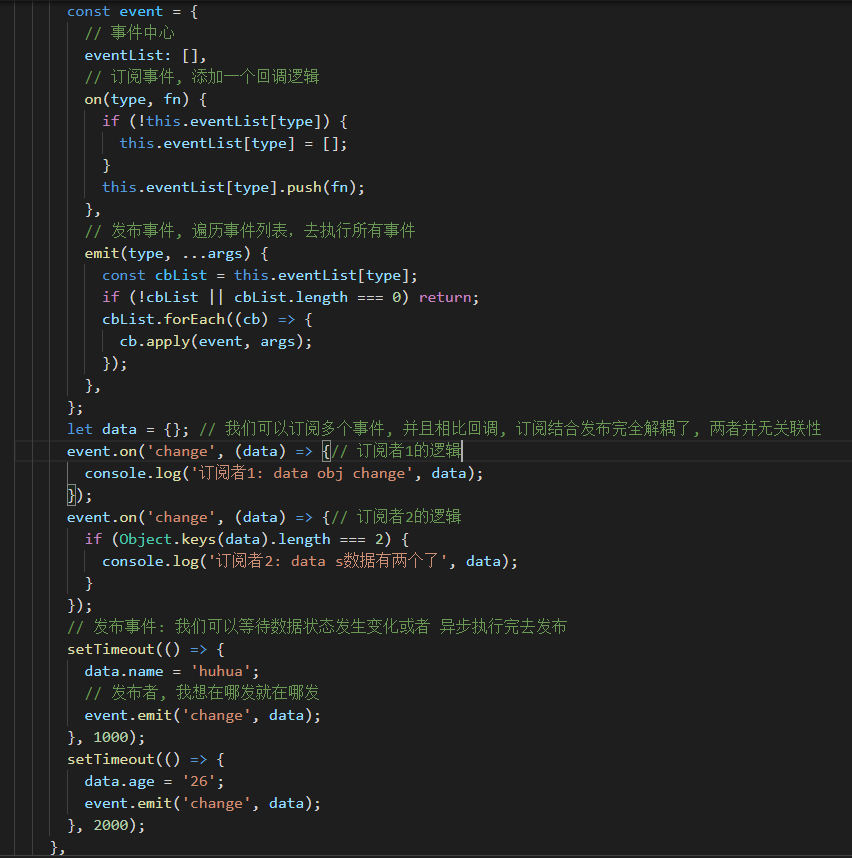 const event = {
// 事件中心
eventList: [],
// 订阅事件, 添加一个回调逻辑
on(type, fn) {
if (!this.eventList[type]) {
this.eventList[type] = [];
}
this.eventList[type].push(fn);
},
// 发布事件, 遍历事件列表，去执行所有事件
emit(type, ...args) {
const cbList = this.eventList[type];
if (!cbList || cbList.length === 0) return;
cbList.forEach((cb) => {
cb.apply(event, args);
});
},
};
let data = {}; // 我们可以订阅多个事件, 并且相比回调, 订阅结合发布完全解耦了, 两者并无关联性
event.on('change', (data) => {// 订阅者1的逻辑
console.log('订阅者1: data obj change', data);
});
event.on('change', (data) => {// 订阅者2的逻辑
if (Object.keys(data).length === 2) {
console.log('订阅者2: data s数据有两个了', data);
}
});
// 发布事件: 我们可以等待数据状态发生变化或者 异步执行完去发布
setTimeout(() => {
data.name = 'huhua';
// 发布者, 我想在哪发就在哪发
event.emit('change', data);
}, 1000);
setTimeout(() => {
data.age = '26';
event.emit('change', data);
}, 2000);
},